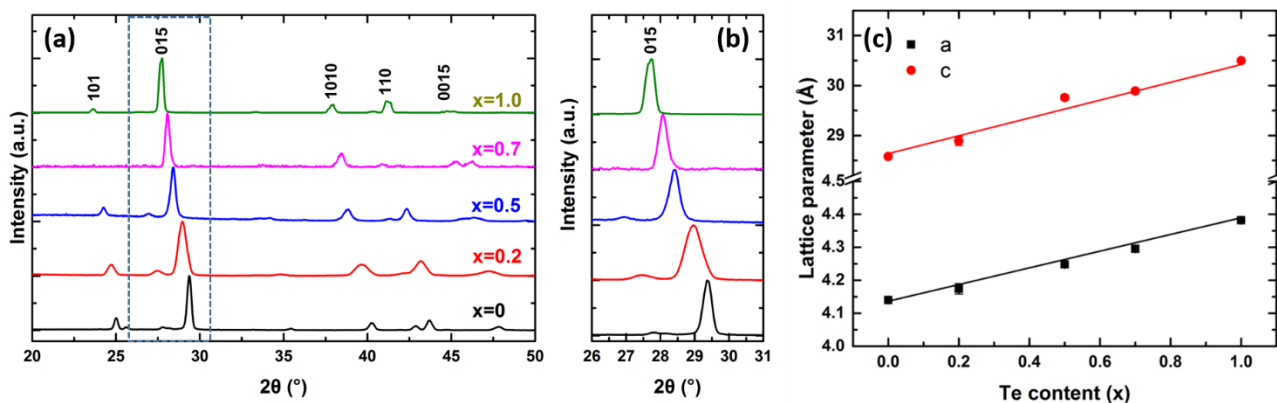 (a)
101
015
1010
110
0015
x=1.0
x=0.7
x=0.5
x=0.2
x=0
Intensity (a.u.)
20 25 30 35 40 45 50
2θ (°)
(b)
015
Intensity (a.u.)
26 27 28 29 30 31
2θ (°)
(c)
a
c
Lattice parameter (Å)
31
30
29
28
4.5
4.4
4.3
4.2
4.1
4.0
0.0 0.2 0.4 0.6 0.8 1.0
Te content (x)